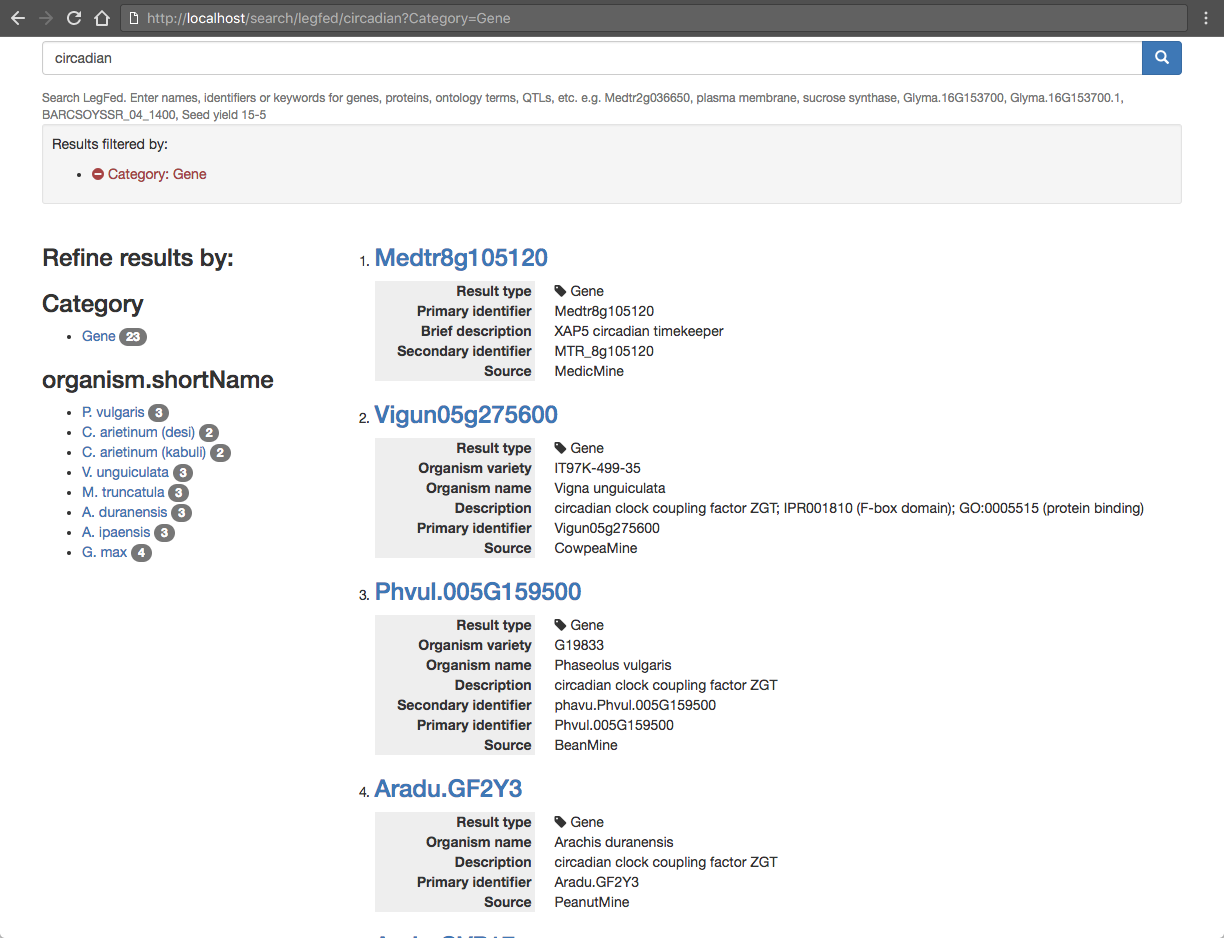 http://localhost/search/legfed/circadian?Category=Gene
circadian
Search LegFed. Enter names, identifiers or keywords for genes, proteins, ontology terms, QTLs, etc. e.g. Medtr2g036650, plasma membrane, sucrose synthase, Glyma.16G153700, Glyma.16G153700.1,
BARCSOYSSR_04_1400, Seed yield 15-5
Results filtered by:
Category: Gene
Refine results by:
Category
Gene 23
organism.shortName
P. vulgaris 3
C. arietinum (desi) 2
C. arietinum (kabuli) 2
V. unguiculata 3
M. truncatula 3
A. duranensis 3
A. ipaensis 3
G. max 4
1. Medtr8g105120
Result type Gene
Primary identifier Medtr8g105120
Brief description XAP5 circadian timekeeper
Secondary identifier MTR_8g105120
Source MedicMine
2. Vigun05g275600
Result type Gene
Organism variety IT97K-499-35
Organism name Vigna unguiculata
Description circadian clock coupling factor ZGT; IPR001810 (F-box domain); GO:0005515 (protein binding)
Primary identifier Vigun05g275600
Source CowpeaMine
3. Phvul.005G159500
Result type Gene
Organism variety G19833
Organism name Phaseolus vulgaris
Description circadian clock coupling factor ZGT
Secondary identifier phavu.Phvul.005G159500
Primary identifier Phvul.005G159500
Source BeanMine
4. Aradu.GF2Y3
Result type Gene
Organism name Arachis duranensis
Description circadian clock coupling factor ZGT
Primary identifier Aradu.GF2Y3
Source PeanutMine